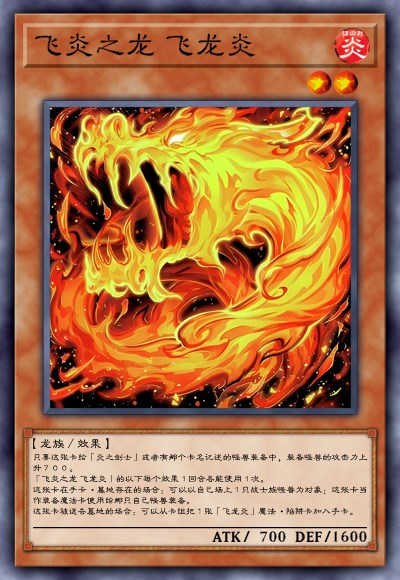 飞炎之龙 飞龙炎
ほのお
炎
【龙族/效果】
只要这张卡给「炎之剑士」或者有那个卡名记述的怪兽装备中,装备怪兽的攻击力上
升700。
「飞炎之龙 飞龙炎」的以下每个效果1回合各能使用1次。
这张卡在手卡·墓地存在的场合,可以以自己场上1只战士族怪兽为对象;这张卡当
作装备魔法卡使用给那只自己怪兽装备。
这张卡被送去墓地的场合;可以从卡组把1张「飞龙炎」魔法·陷阱卡加入手卡。
ATK/ 700 DEF/1600